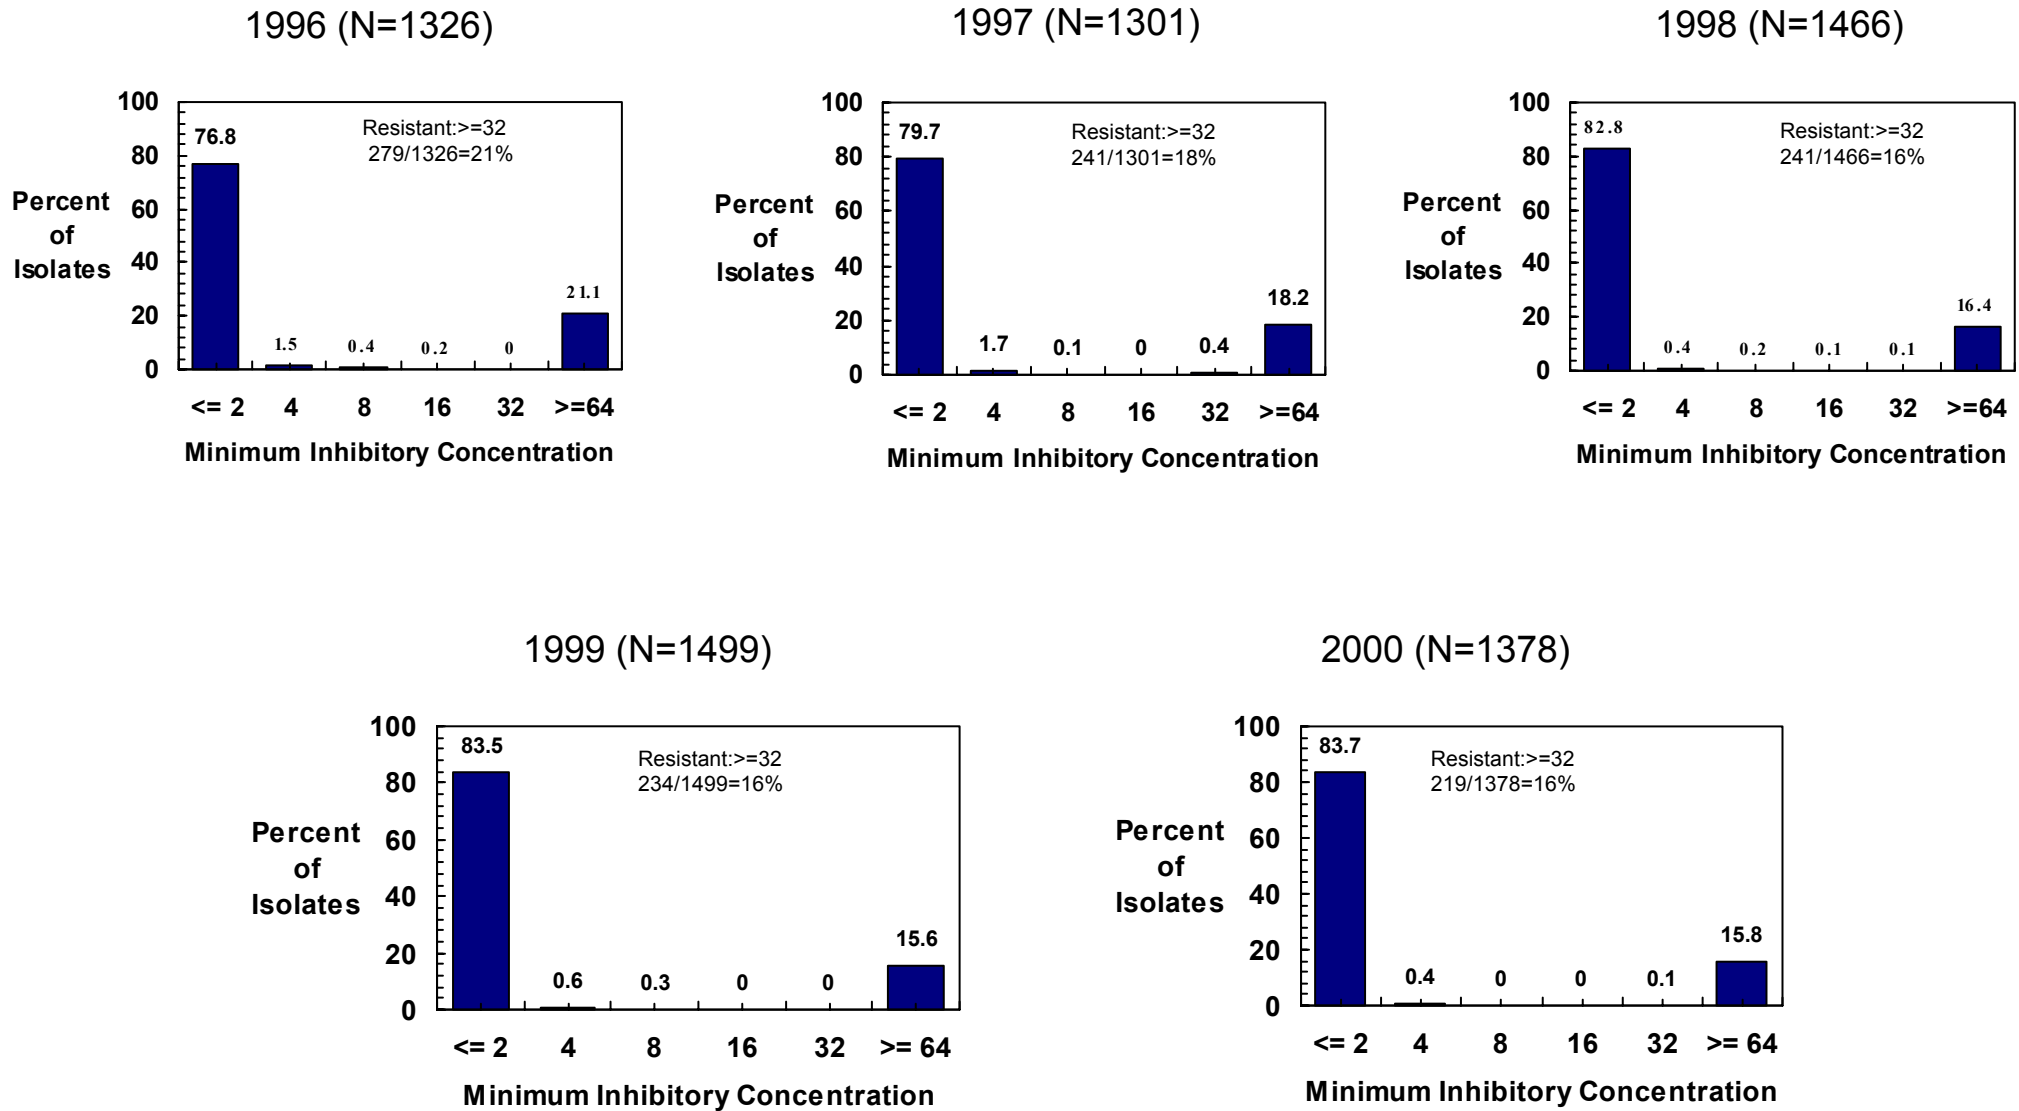 1996 (N=1326)
100
80
60
40
20
0
Percent
of
Isolates
76.8
1.5
0.4
0.2
0
21.1
Resistant:>=32
279/1326=21%
<= 2 4 8 16 32 >=64
Minimum Inhibitory Concentration
1997 (N=1301)
100
80
60
40
20
0
Percent
of
Isolates
79.7
1.7
0.1
0
0.4
18.2
Resistant:>=32
241/1301=18%
<= 2 4 8 16 32 >=64
Minimum Inhibitory Concentration
1998 (N=1466)
100
80
60
40
20
0
Percent
of
Isolates
82.8
0.4
0.2
0.1
0.1
16.4
Resistant:>=32
241/1466=16%
<= 2 4 8 16 32 >=64
Minimum Inhibitory Concentration
1999 (N=1499)
100
80
60
40
20
0
Percent
of
Isolates
83.5
0.6
0.3
0
0
15.6
Resistant:>=32
234/1499=16%
<= 2 4 8 16 32 >= 64
Minimum Inhibitory Concentration
2000 (N=1378)
100
80
60
40
20
0
Percent
of
Isolates
83.7
0.4
0
0
0.1
15.8
Resistant:>=32
219/1378=16%
<= 2 4 8 16 32 >= 64
Minimum Inhibitory Concentration